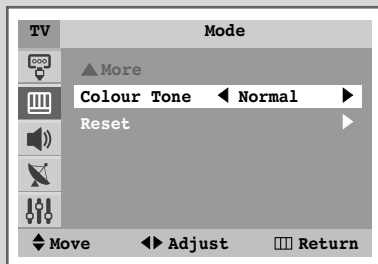 TV Mode
More
Colour Tone Normal
Reset
Move Adjust Return